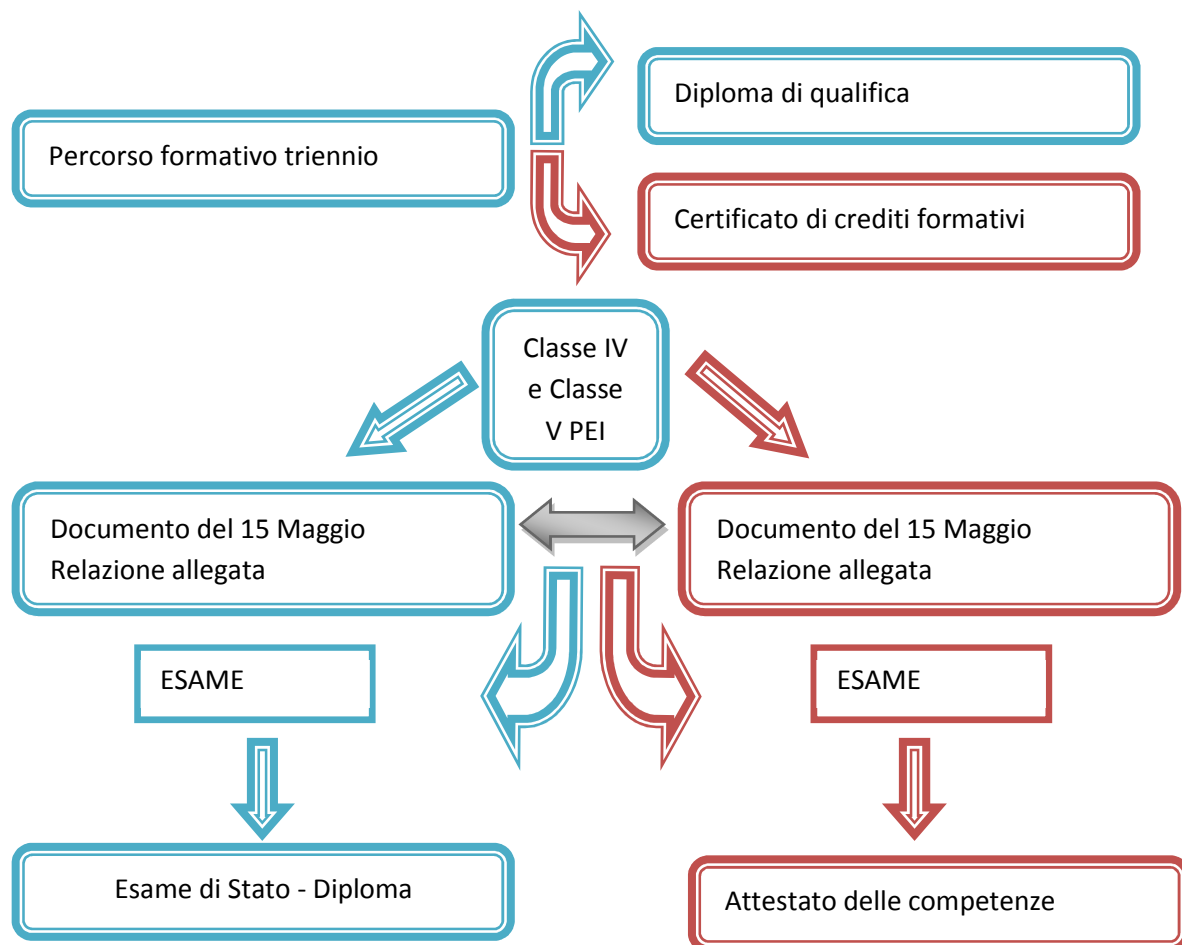 Diploma di qualifica
Percorso formativo triennio
Certificato di crediti formativi
Classe IV
e Classe
V PEI
Documento del 15 Maggio
Relazione allegata
Documento del 15 Maggio
Relazione allegata
ESAME
ESAME
Esame di Stato - Diploma
Attestato delle competenze